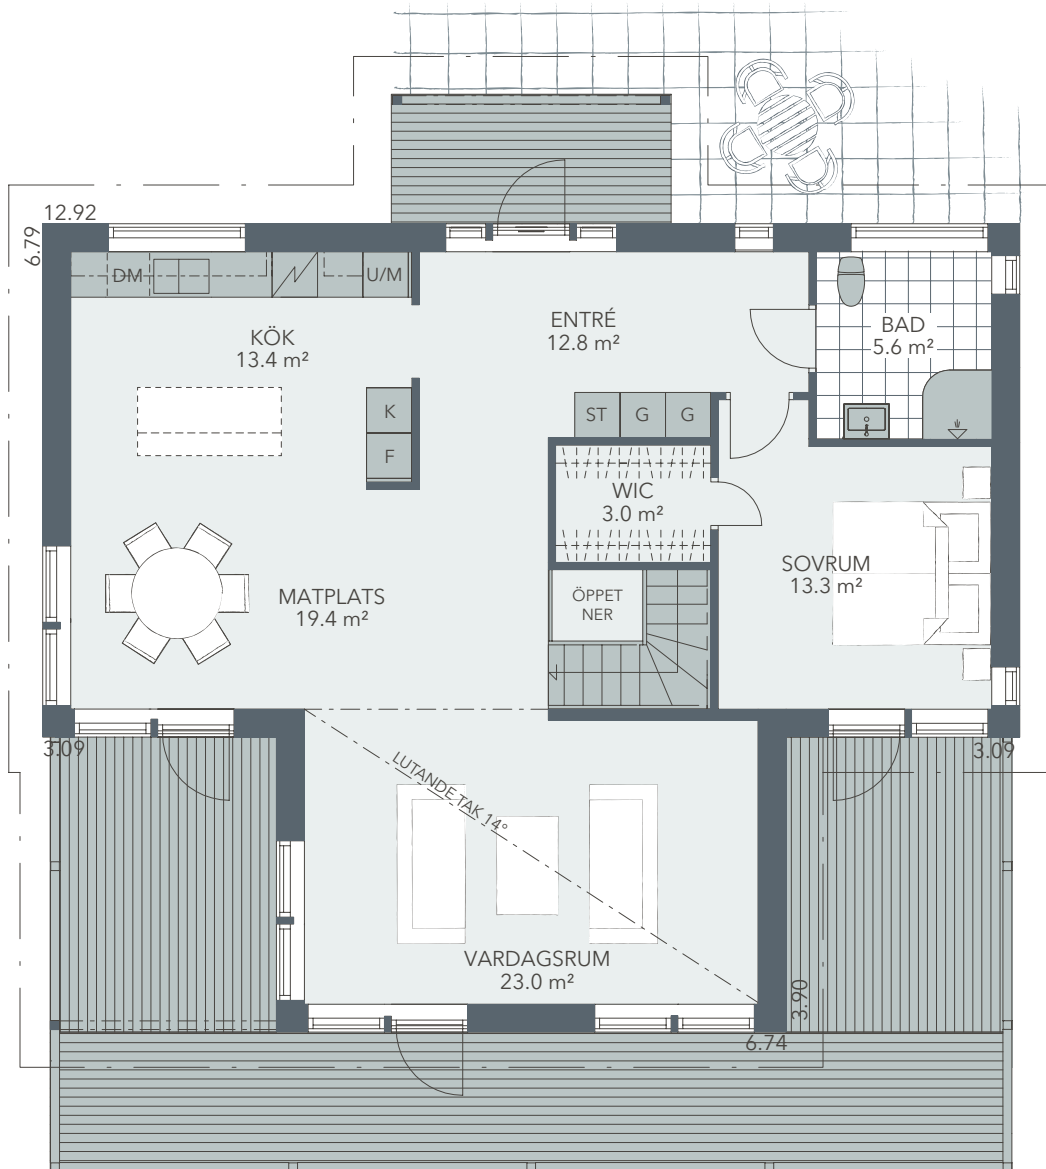 12.92
6.79
DM
U/M
KÖK
13.4 m²
ENTRÉ
12.8 m²
BAD
5.6 m²
K
F
ST
G
G
WIC
3.0 m²
SOVRUM
13.3 m²
MATPLATS
19.4 m²
ÖPPET
NER
3.09
3.09
LUTANDE TAK 14°
VARDAGSRUM
23.0 m²
3.90
6.74